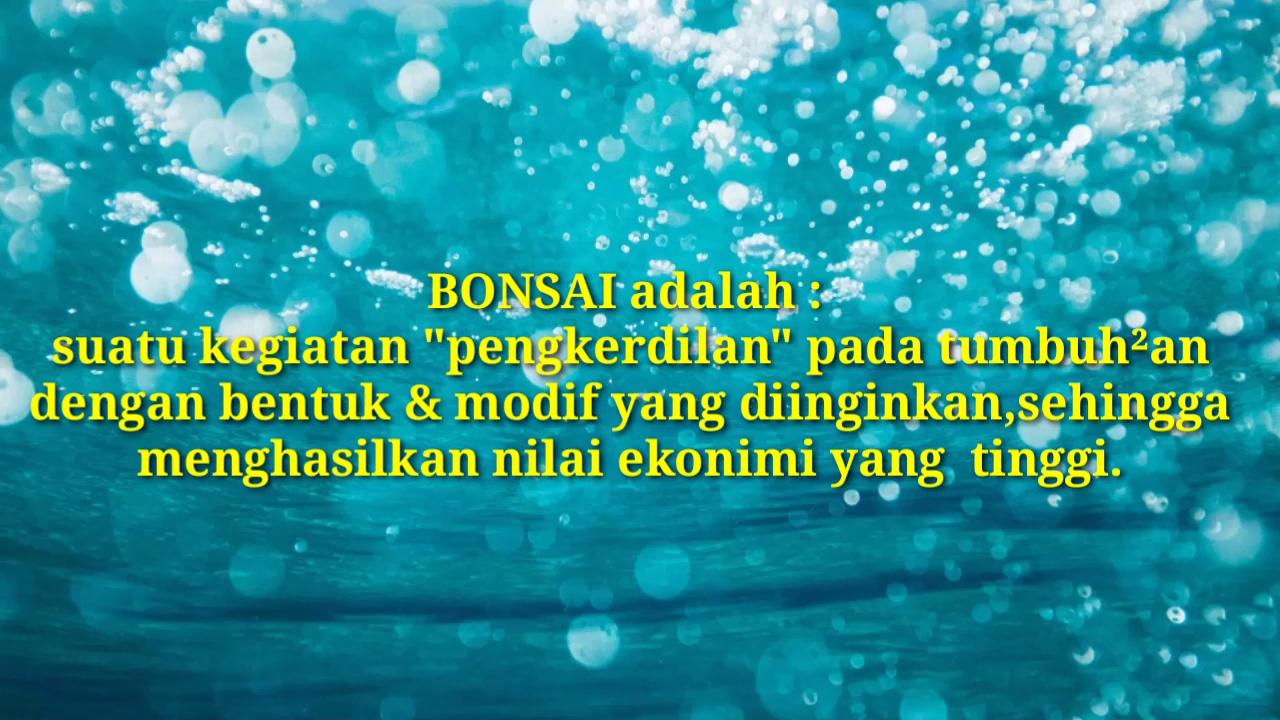 BONSAI adalah :
suatu kegiatan "pengkerdilan" pada tumbuh²an
dengan bentuk & modif yang diinginkan,sehingga
menghasilkan nilai ekonimi yang  tinggi.